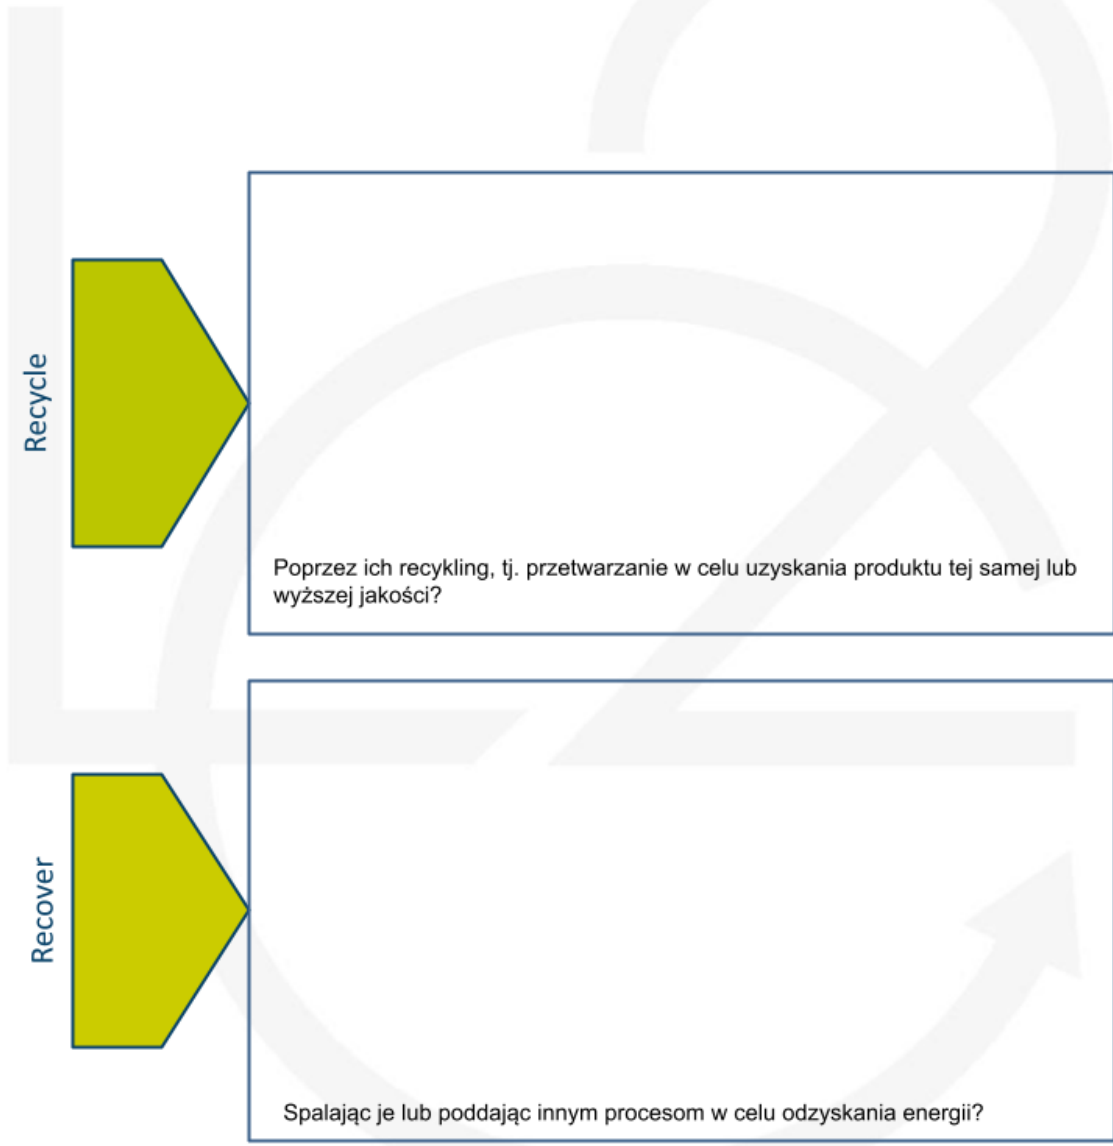 Recycle
Poprzez ich recykling, tj. przetwarzanie w celu uzyskania produktu tej samej lub
wyższej jakości?
Recover
Spalając je lub poddając innym procesom w celu odzyskania energii?